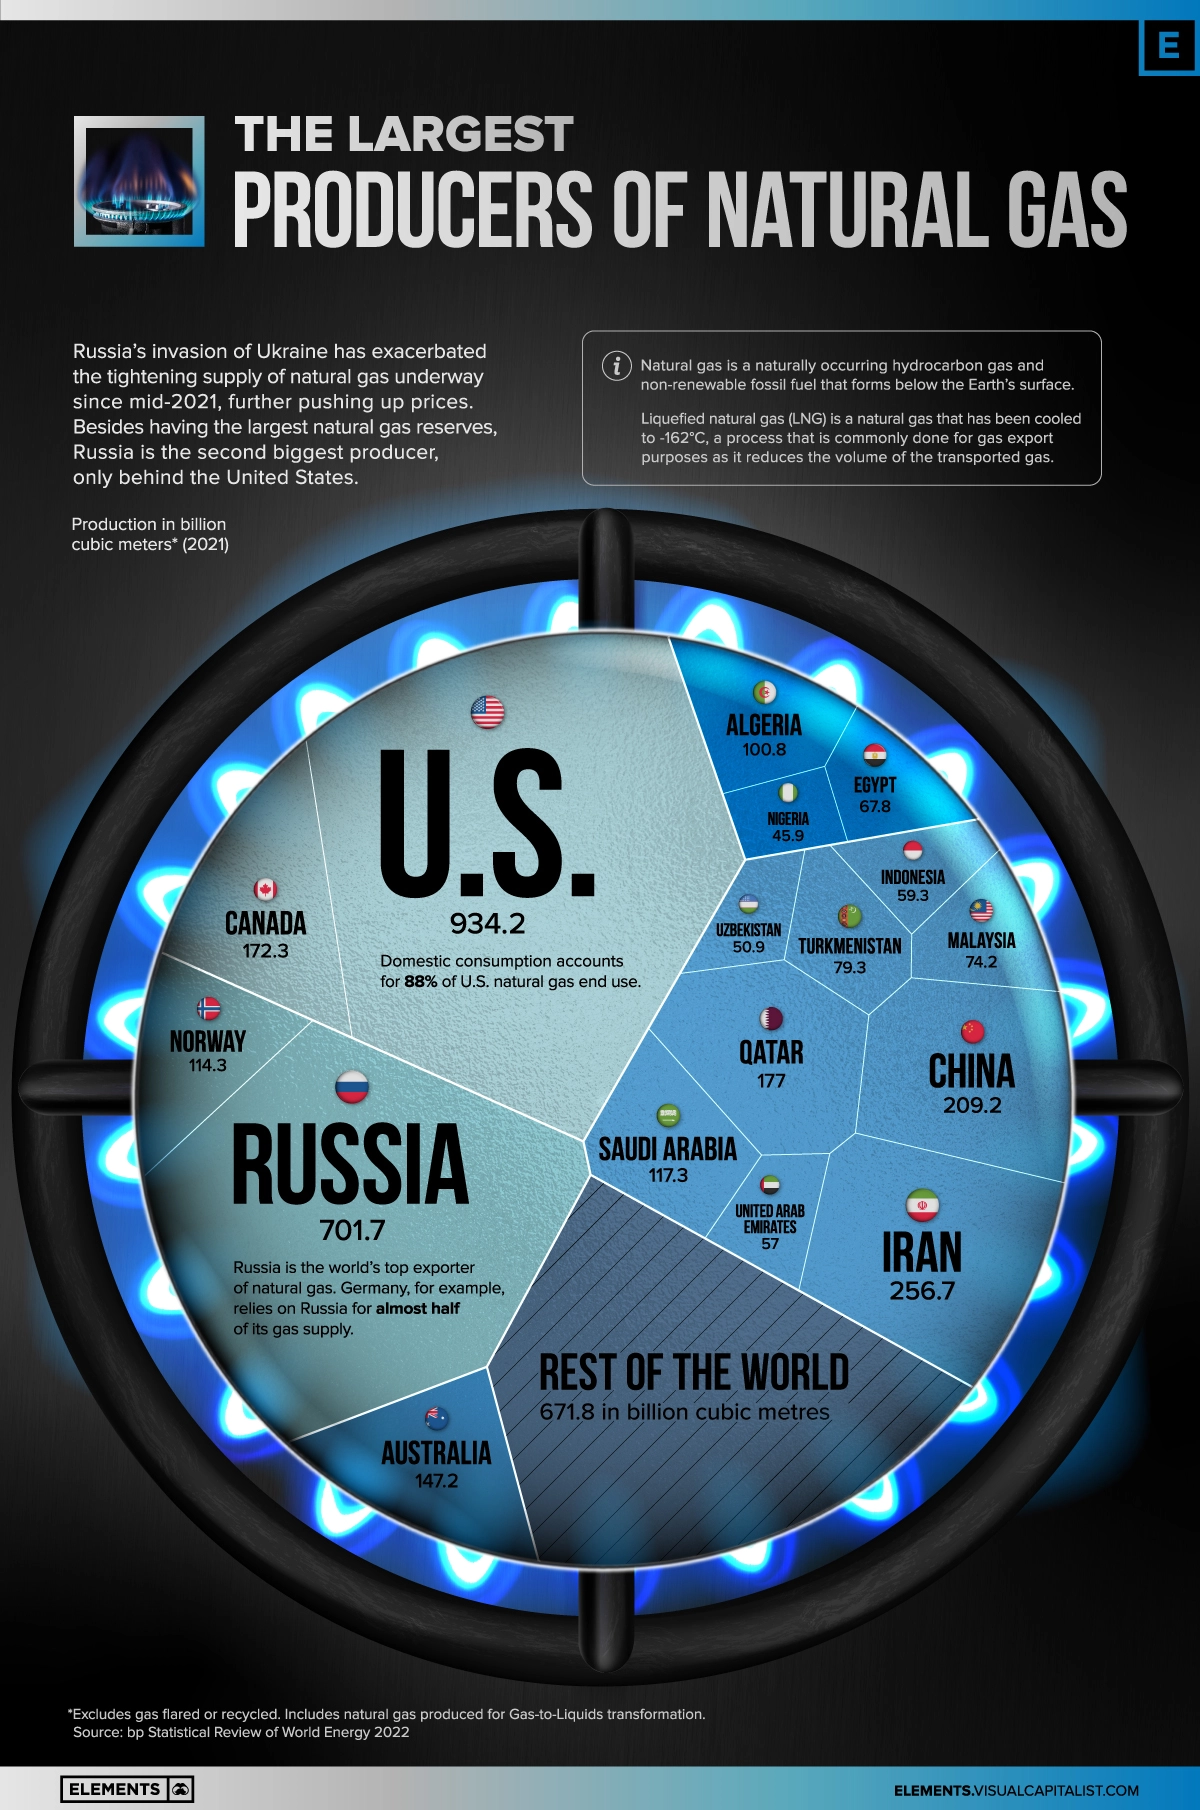 E
THE LARGEST
PRODUCERS OF NATURAL GAS
Russia's invasion of Ukraine has exacerbated
the tightening supply of natural gas underway
since mid-2021, further pushing up prices.
Besides having the largest natural gas reserves,
Russia is the second biggest producer,
only behind the United States.
i
Natural gas is a naturally occurring hydrocarbon gas and
non-renewable fossil fuel that forms below the Earth's surface.
Liquefied natural gas (LNG) is a natural gas that has been cooled
to -162°C, a process that is commonly done for gas export
purposes as it reduces the volume of the transported gas.
Production in billion
cubic meters* (2021)
U.S.
934.2
Domestic consumption accounts
for 88% of U.S. natural gas end use.
CANADA
172.3
ALGERIA
100.8
EGYPT
67.8
NIGERIA
45.9
INDONESIA
59.3
UZBEKISTAN
50.9
TURKMENISTAN
79.3
MALAYSIA
74.2
NORWAY
114.3
QATAR
177
CHINA
209.2
RUSSIA
701.7
Russia is the world's top exporter
of natural gas. Germany, for example,
relies on Russia for almost half
of its gas supply.
SAUDI ARABIA
117.3
UNITED ARAB
EMIRATES
57
IRAN
256.7
REST OF THE WORLD
671.8 in billion cubic metres
AUSTRALIA
147.2
*Excludes gas flared or recycled. Includes natural gas produced for Gas-to-Liquids transformation.
Source: bp Statistical Review of World Energy 2022
ELEMENTS
ELEMENTS.VISUALCAPITALIST.COM